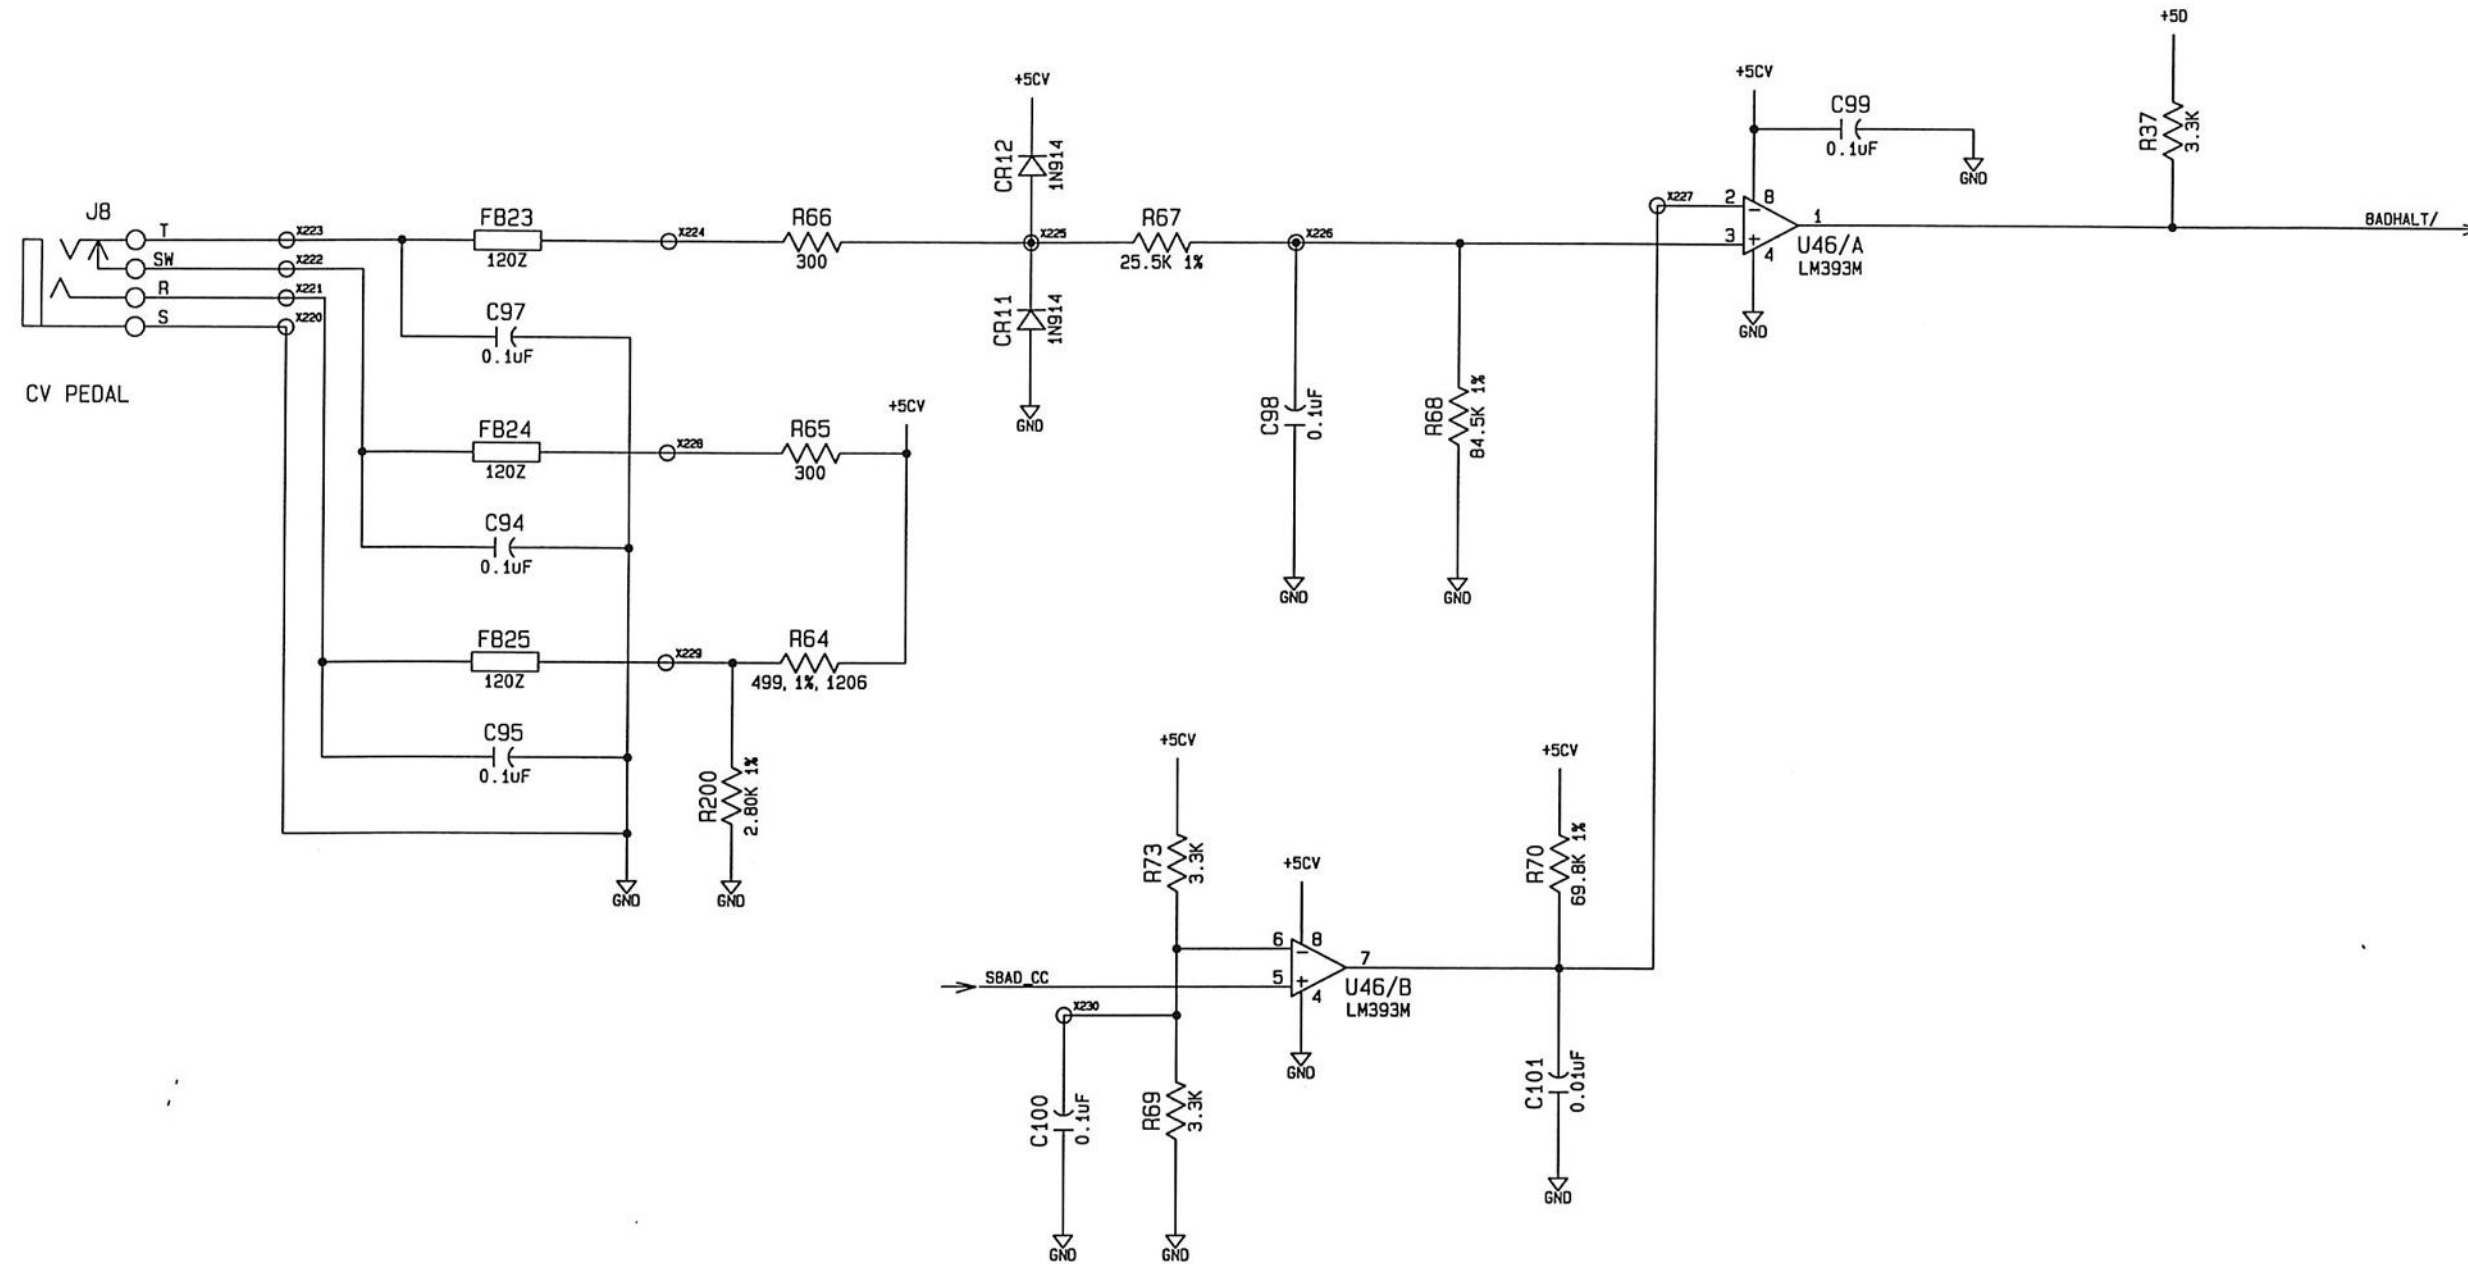 +5D
+5CV
C99
0.1uF
GND
R37
3.3K
+5CV
CR12
1N914
J8
T
X223
FB23
120Z
X224
R66
300
X225
R67
25.5K 1%
X226
X227
2
8
-
1
3
+
4
U46/A
LM393M
8ADHALT/
SW
X222
R
X221
S
X220
C97
0.1uF
CR11
1N914
GND
GND
CV PEDAL
+5CV
FB24
120Z
X228
R65
300
C98
0.1uF
R68
84.5K 1%
C94
0.1uF
GND
GND
FB25
120Z
X229
R64
499, 1%, 1206
C95
0.1uF
R200
2.80K 1%
GND
GND
+5CV
R73
3.3K
+5CV
+5CV
R70
69.8K 1%
6
8
-
7
S8AD_CC
5
+
4
U46/B
LM393M
X230
GND
C100
0.1uF
R69
3.3K
C101
0.01uF
GND
GND
GND